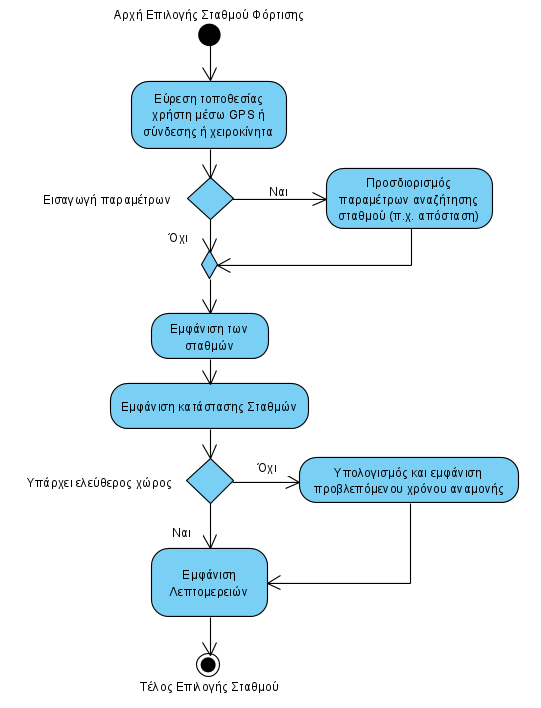 Αρχή Επιλογής Σταθμού Φόρτισης
Εύρεση τοποθεσίας
χρήστη μέσω GPS ή
σύνδεσης ή χειροκίνητα
Εισαγωγή παραμέτρων
Ναι
Προσδιορισμός
παραμέτρων αναζήτησης
σταθμού (π.χ. απόσταση)
Όχι
Εμφάνιση των
σταθμών
Εμφάνιση κατάστασης Σταθμών
Υπάρχει ελεύθερος χώρος
Όχι
Υπολογισμός και εμφάνιση
προβλεπόμενου χρόνου αναμονής
Ναι
Εμφάνιση
Λεπτομερειών
Τέλος Επιλογής Σταθμού